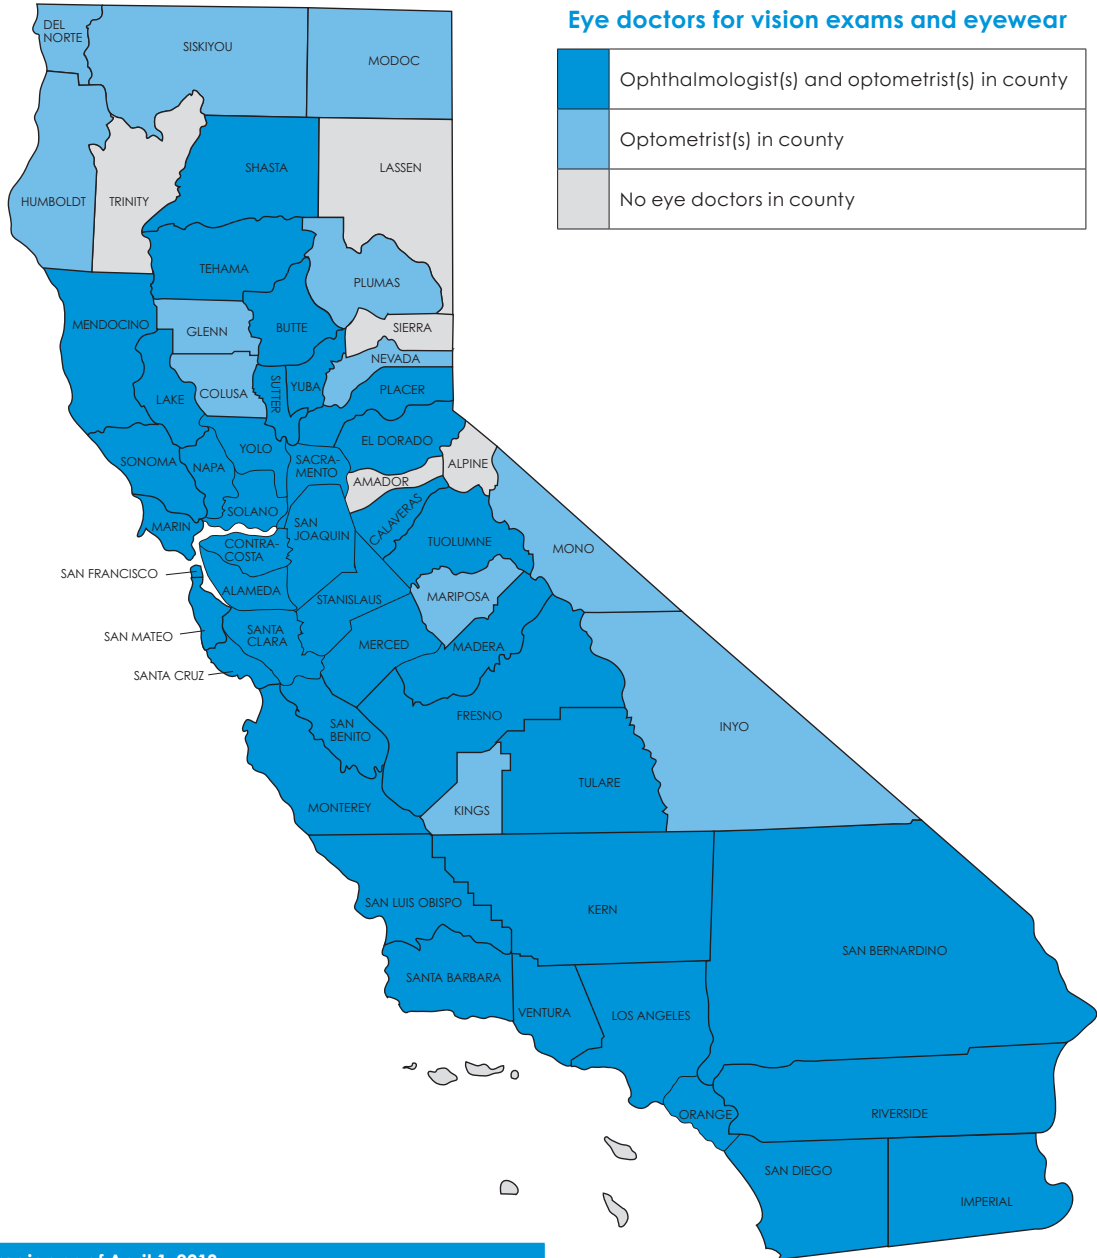 Eye doctors for vision exams and eyewear
Ophthalmologist(s) and optometrist(s) in county
Optometrist(s) in county
No eye doctors in county
DEL
NORTE
SISKIYOU
MODOC
SHASTA
LASSEN
HUMBOLDT
TRINITY
TEHAMA
PLUMAS
MENDOCINO
GLENN
BUTTE
SIERRA
NEVADA
LAKE
COLUSA
SUTTER
YUBA
PLACER
SONOMA
NAPA
YOLO
SACRA-
MENTO
EL DORADO
ALPINE
AMADOR
MARIN
SOLANO
SAN
JOAQUIN
CALAVERAS
TUOLUMNE
MONO
CONTRA-
COSTA
SAN FRANCISCO
ALAMEDA
STANISLAUS
MARIPOSA
SAN MATEO
SANTA
CLARA
MERCED
MADERA
SANTA CRUZ
SAN
BENITO
FRESNO
INYO
TULARE
MONTEREY
KINGS
SAN LUIS OBISPO
KERN
SAN BERNARDINO
SANTA BARBARA
VENTURA
LOS ANGELES
ORANGE
RIVERSIDE
SAN DIEGO
IMPERIAL